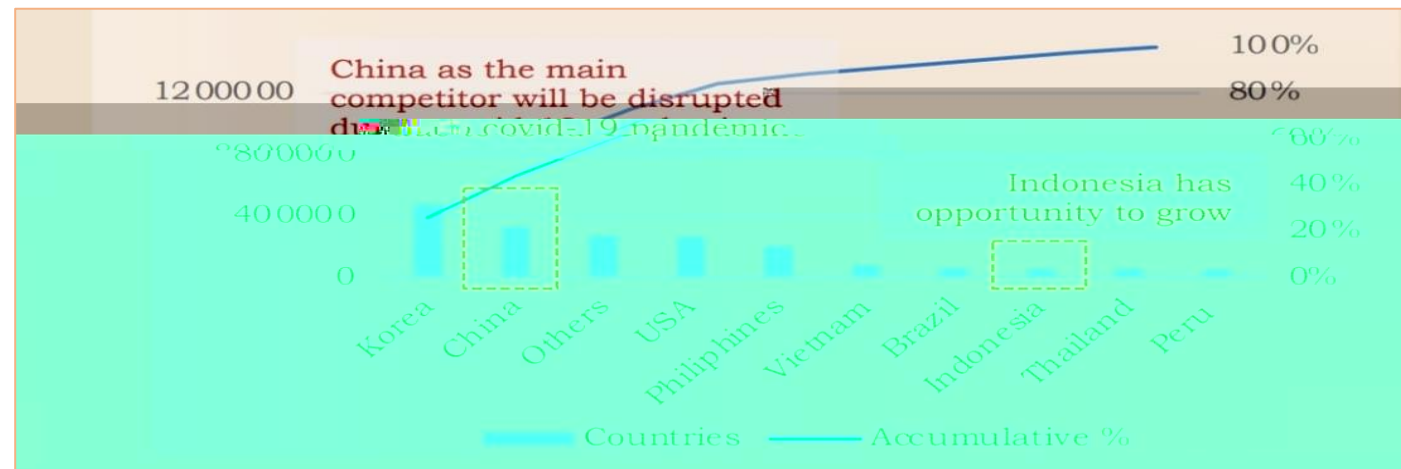 100%
1200000
China as the main
competitor will be disrupted
80%
covid-19 pandemic
800000
60%
Indonesia has
opportunity to grow
40%
400000
20%
0
0%
Korea
China
Others
USA
Philiphines
Vietnam
Brazil
Indonesia
Thailand
Peru
Countries
Accumulative %